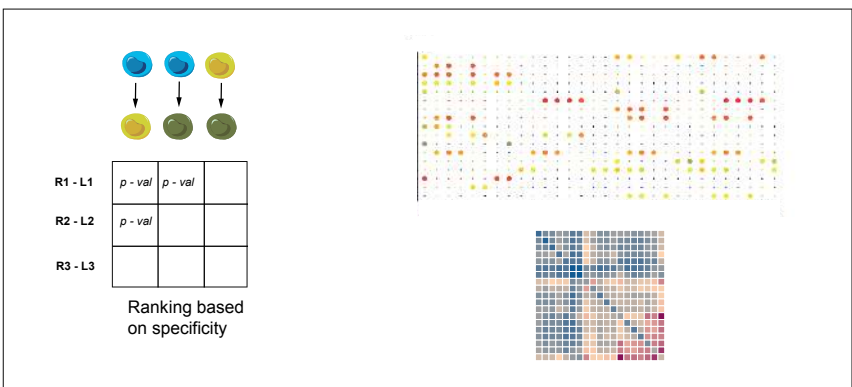 R1 - L1 p - val p - val
R2 - L2 p - val
R3 - L3
Ranking based
on specificity